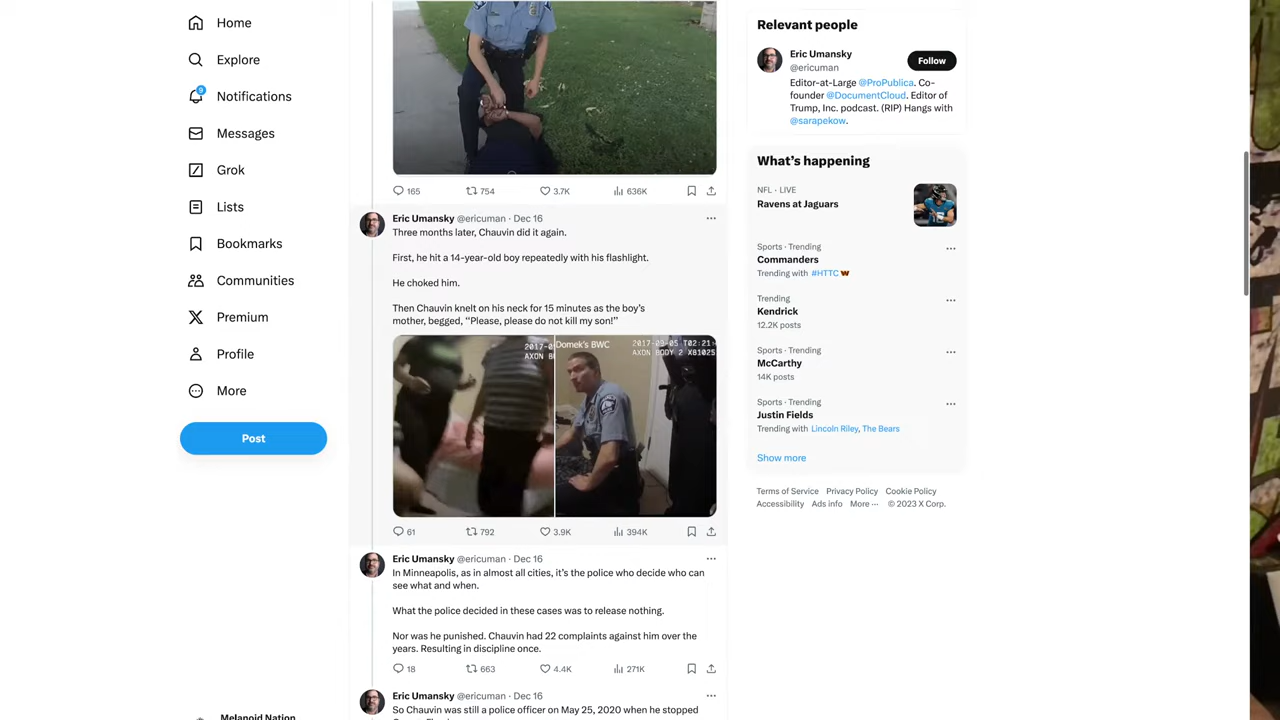 Home
Explore
9
Notifications
Messages
Grok
Lists
Bookmarks
Communities
Premium
Profile
More
Post
Melanoid Nation
165 754 3.7K 636K
Eric Umansky @ericuman · Dec 16
Three months later, Chauvin did it again.
First, he hit a 14-year-old boy repeatedly with his flashlight.
He choked him.
Then Chauvin knelt on his neck for 15 minutes as the boy's
mother, begged, “Please, please do not kill my son!”
2017-0
AXON B
Domek's BWC
2017-09-05 T02:21
AXON BODY 2 X81025
61 792 3.9K 394K
Eric Umansky @ericuman · Dec 16
In Minneapolis, as in almost all cities, it's the police who decide who can
see what and when.
What the police decided in these cases was to release nothing.
Nor was he punished. Chauvin had 22 complaints against him over the
years. Resulting in discipline once.
18 663 4.4K 271K
Eric Umansky @ericuman · Dec 16
So Chauvin was still a police officer on May 25, 2020 when he stopped
Relevant people
Eric Umansky
@ericuman
Follow
Editor-at-Large @ProPublica. Co-
founder @DocumentCloud. Editor of
Trump, Inc. podcast. (RIP) Hangs with
@sarapekow.
What's happening
NFL · LIVE
Ravens at Jaguars
Sports · Trending
Commanders
Trending with #HTTC
Trending
Kendrick
12.2K posts
Sports · Trending
McCarthy
14K posts
Sports · Trending
Justin Fields
Trending with Lincoln Riley, The Bears
Show more
Terms of Service Privacy Policy Cookie Policy
Accessibility Ads info More ··· © 2023 X Corp.